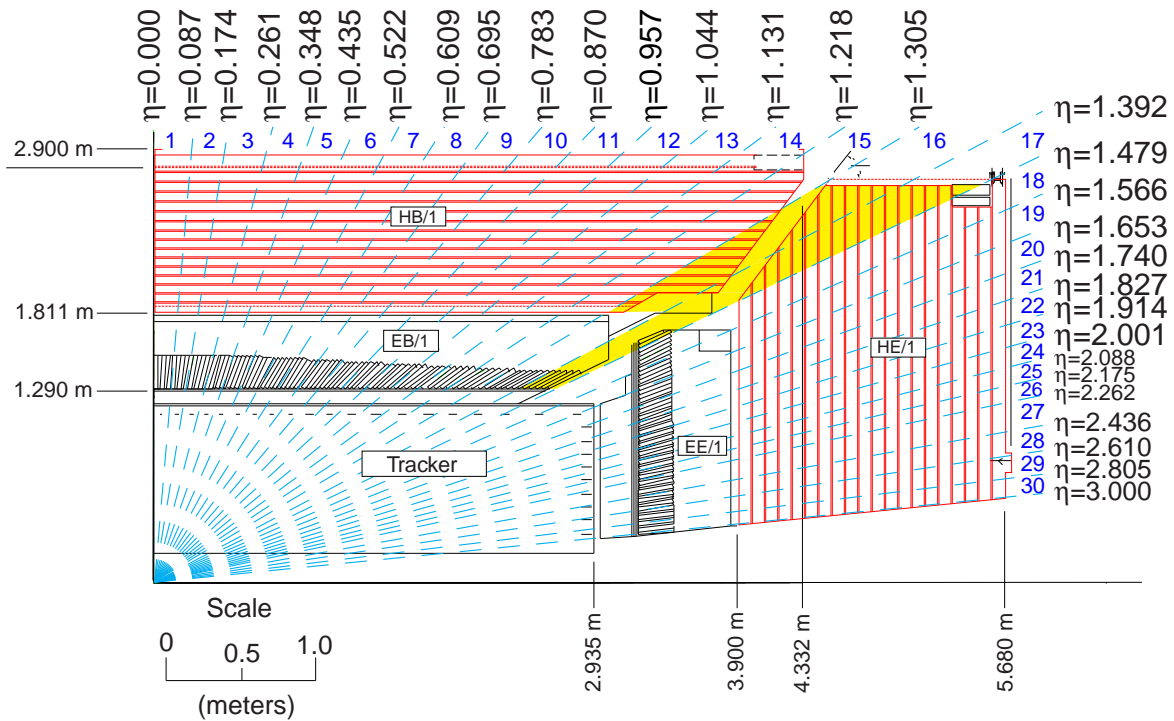 η=0.000
η=0.087
η=0.174
η=0.261
η=0.348
η=0.435
η=0.522
η=0.609
η=0.695
η=0.783
η=0.870
η=0.957
η=1.044
η=1.131
η=1.218
η=1.305
η=1.392
1 2 3 4 5 6 7 8 9 10 11 12 13 14 15 16 17
2.900 m
η=1.479
18
η=1.566
HB/1
19
η=1.653
20
η=1.740
21
η=1.827
22
η=1.914
1.811 m
23
η=2.001
EB/1
HE/1
24
η=2.088
25
η=2.175
1.290 m
26
η=2.262
27
η=2.436
EE/1
28
η=2.610
Tracker
29
η=2.805
30
η=3.000
Scale
0 0.5 1.0
(meters)
2.935 m
3.900 m
4.332 m
5.680 m